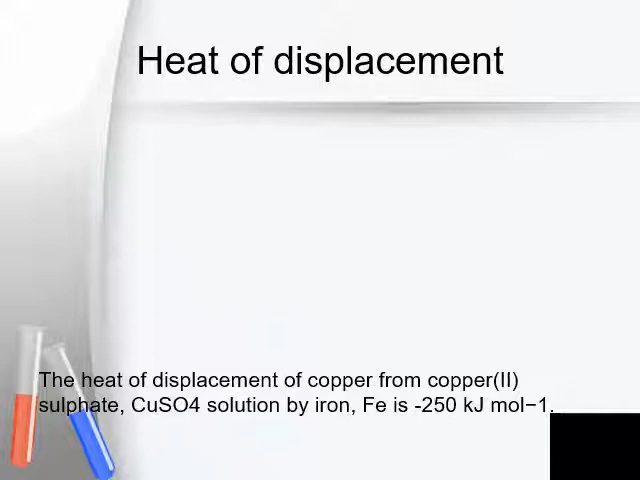 Heat of displacement
The heat of displacement of copper from copper(II)
sulphate, CuSO4 solution by iron, Fe is -250 kJ mol−1.